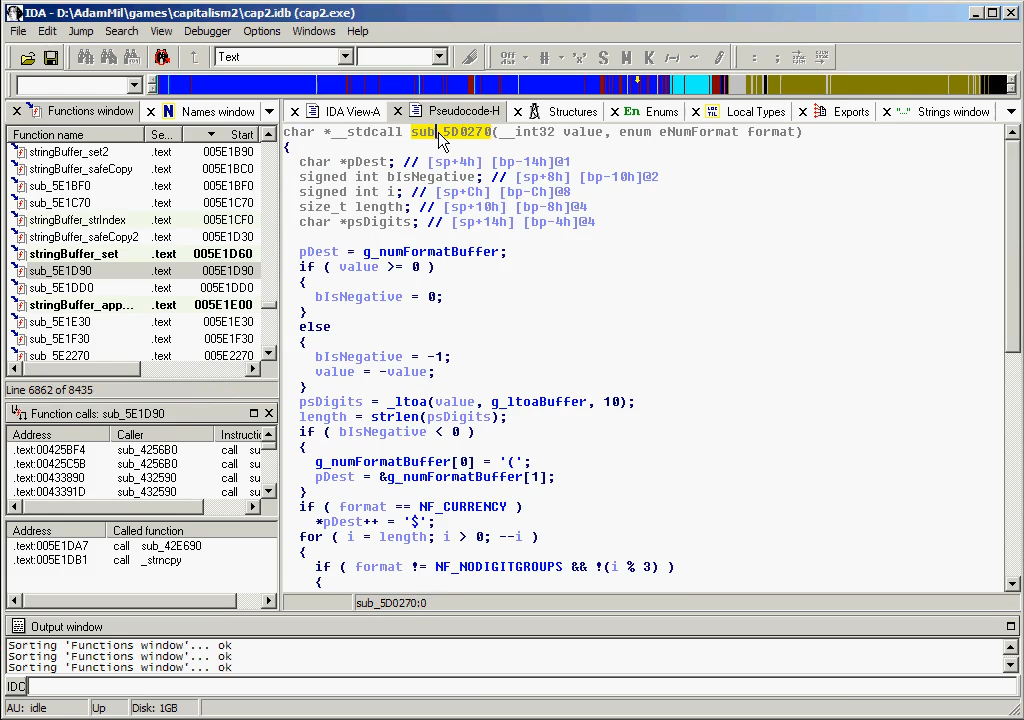 IDA - D:\AdamMil\games\capitalism2\cap2.idb (cap2.exe)
File Edit Jump Search View Debugger Options Windows Help
Text
Functions window
Names window
IDA View-A
Pseudocode-H
Structures
En Enums
Local Types
Exports
Strings window
Function name Se... Start
stringBuffer_set2 .text 005E1B90
stringBuffer_safeCopy .text 005E1BC0
sub_5E1BF0 .text 005E1BF0
sub_5E1C70 .text 005E1C70
stringBuffer_strIndex .text 005E1CF0
stringBuffer_safeCopy2 .text 005E1D30
stringBuffer_set .text 005E1D60
sub_5E1D90 .text 005E1D90
sub_5E1DD0 .text 005E1DD0
stringBuffer_app... .text 005E1E00
sub_5E1E30 .text 005E1E30
sub_5E1F30 .text 005E1F30
sub_5E2270 .text 005E2270
Line 6862 of 8435
Function calls: sub_5E1D90
Address Caller Instructic
.text:00425BF4 sub_4256B0 call su
.text:00425C5B sub_4256B0 call su
.text:00433890 sub_432590 call su
.text:0043391D sub_432590 call su
Address Called function
.text:005E1DA7 call sub_42E690
.text:005E1DB1 call _strncpy
char *__stdcall sub_5D0270(__int32 value, enum eNumFormat format)
{
char *pDest; // [sp+4h] [bp-14h]@1
signed int bIsNegative; // [sp+8h] [bp-10h]@2
signed int i; // [sp+Ch] [bp-Ch]@8
size_t length; // [sp+10h] [bp-8h]@4
char *psDigits; // [sp+14h] [bp-4h]@4
pDest = g_numFormatBuffer;
if ( value >= 0 )
{
bIsNegative = 0;
}
else
{
bIsNegative = -1;
value = -value;
}
psDigits = _ltoa(value, g_ltoaBuffer, 10);
length = strlen(psDigits);
if ( bIsNegative < 0 )
{
g_numFormatBuffer[0] = '(';
pDest = &g_numFormatBuffer[1];
}
if ( format == NF_CURRENCY )
*pDest++ = '$';
for ( i = length; i > 0; --i )
{
if ( format != NF_NODIGITGROUPS && !(i % 3) )
{
sub_5D0270:0
Output window
Sorting 'Functions window'... ok
Sorting 'Functions window'... ok
Sorting 'Functions window'... ok
IDC
AU: idle Up Disk: 1GB